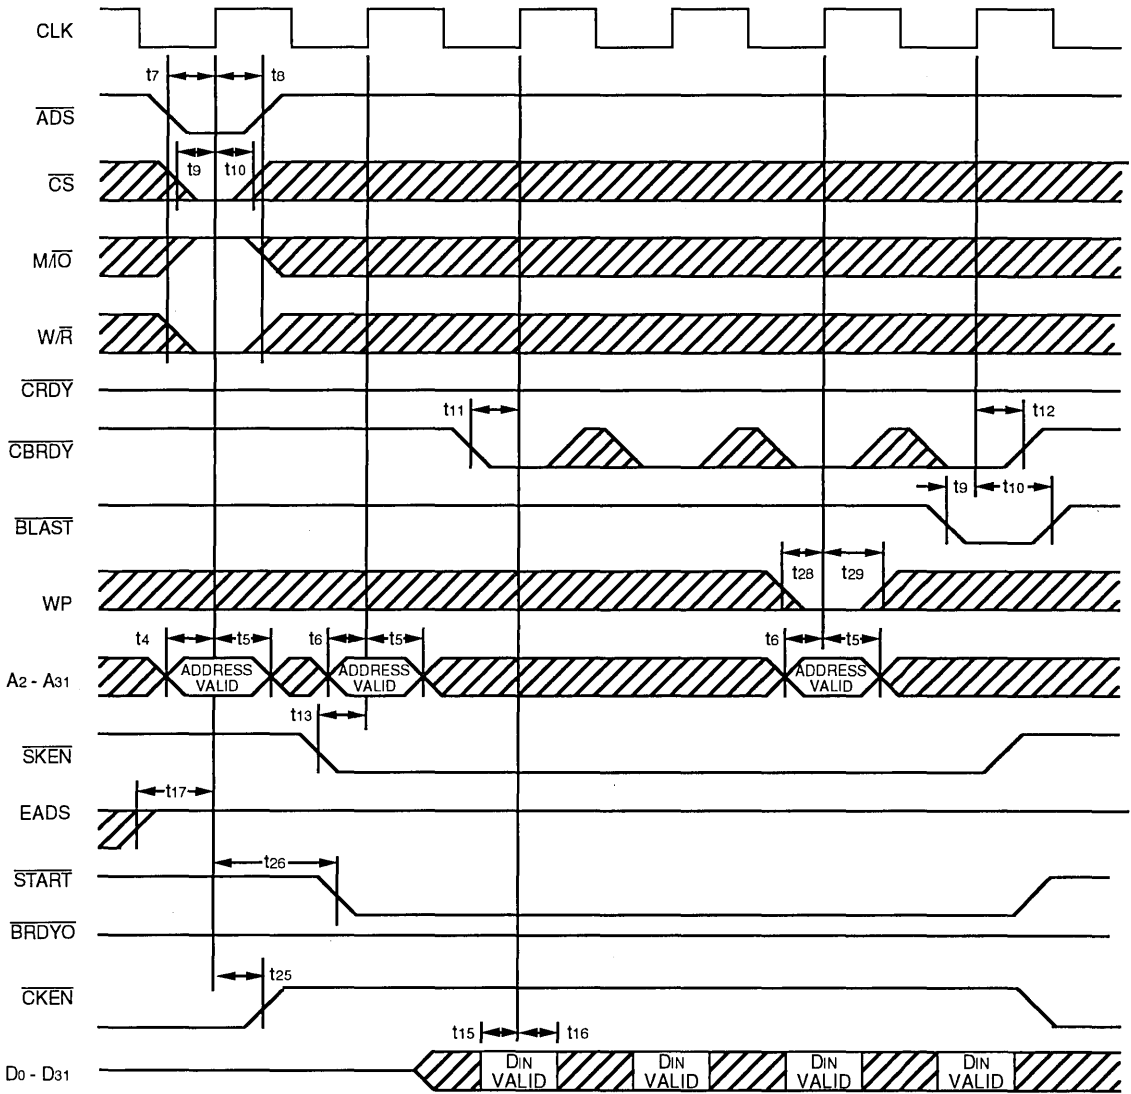 CLK
t7 t8
ADS
t9 t10
CS
M/IO
W/R
CRDY
t11 t12
CBRDY
t9 t10
BLAST
t28 t29
WP
t4 t5 t6 t5 t6 t5
A2 - A31 ADDRESS VALID ADDRESS VALID ADDRESS VALID
t13
SKEN
t17
EADS
t26
START
BRDYO
t25
CKEN
t15 t16
D0 - D31 DIN VALID DIN VALID DIN VALID DIN VALID